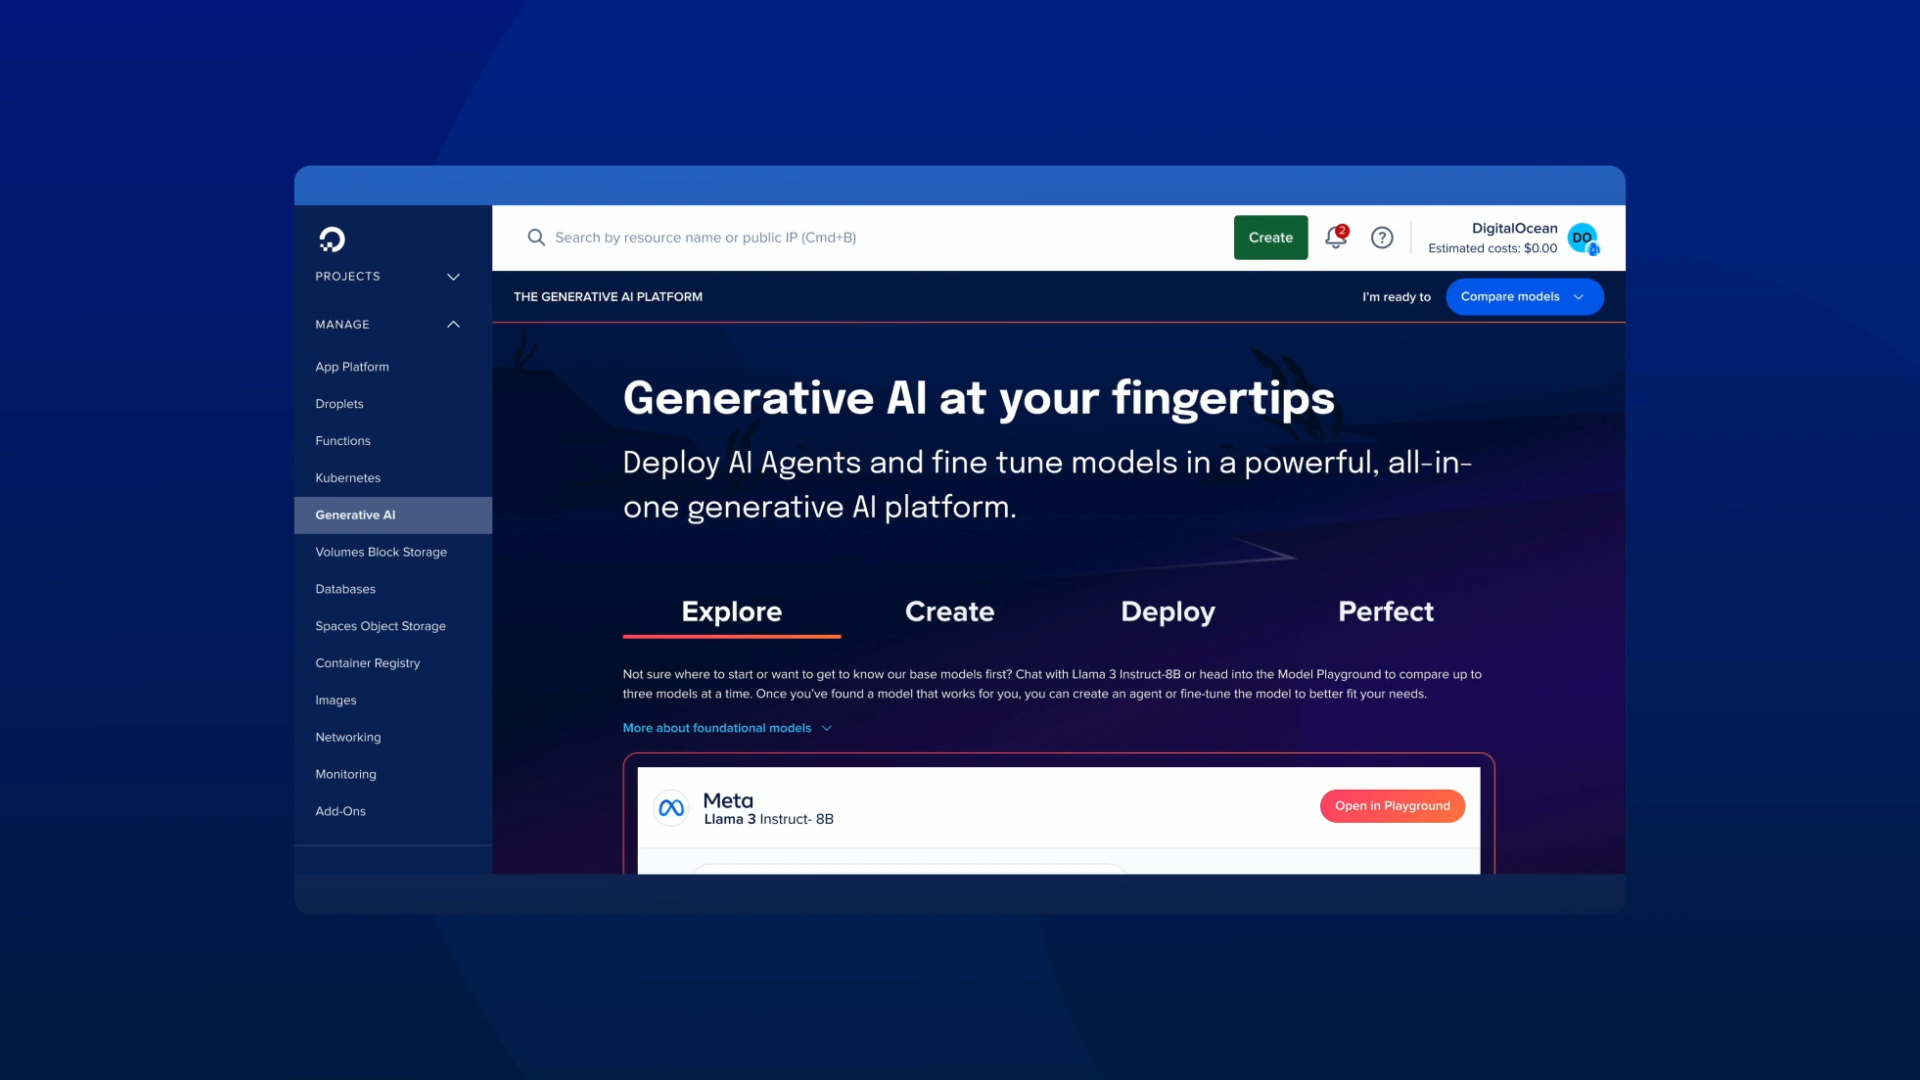 Search by resource name or public IP (Cmd+B)
Create
2
?
DigitalOcean
Estimated costs: $0.00
DO
PROJECTS
MANAGE
App Platform
Droplets
Functions
Kubernetes
Generative AI
Volumes Block Storage
Databases
Spaces Object Storage
Container Registry
Images
Networking
Monitoring
Add-Ons
THE GENERATIVE AI PLATFORM
I'm ready to
Compare models
Generative AI at your fingertips
Deploy AI Agents and fine tune models in a powerful, all-in-
one generative AI platform.
Explore
Create
Deploy
Perfect
Not sure where to start or want to get to know our base models first? Chat with Llama 3 Instruct-8B or head into the Model Playground to compare up to
three models at a time. Once you've found a model that works for you, you can create an agent or fine-tune the model to better fit your needs.
More about foundational models
Meta
Llama 3 Instruct- 8B
Open in Playground